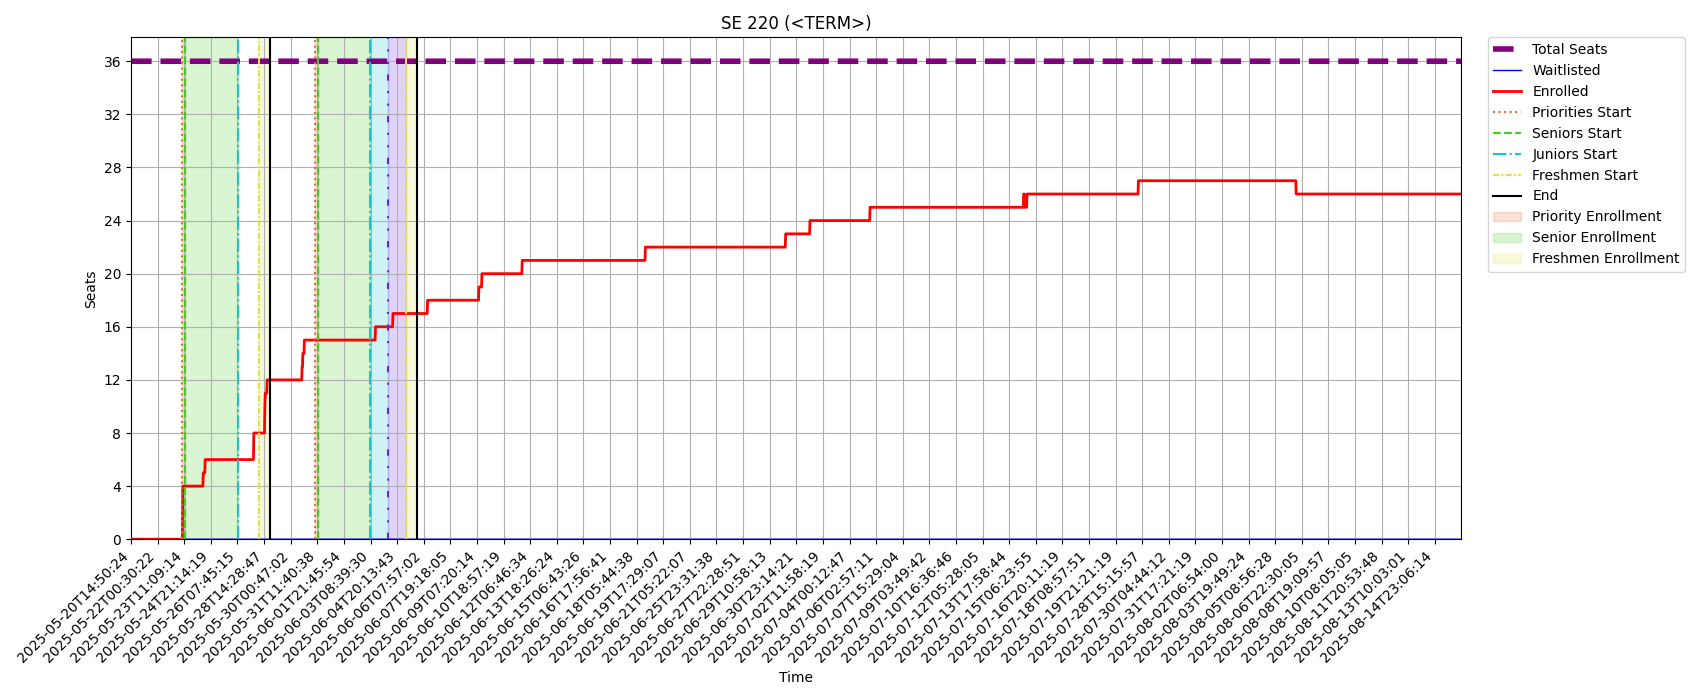 SE 220 (<TERM>)
Total Seats
Waitlisted
Enrolled
Priorities Start
Seniors Start
Juniors Start
Freshmen Start
End
Priority Enrollment
Senior Enrollment
Freshmen Enrollment
Seats
36
32
28
24
20
16
12
8
4
0
2025-05-20T14:50:24
2025-05-22T00:30:22
2025-05-23T11:09:14
2025-05-24T21:14:19
2025-05-26T07:45:15
2025-05-28T14:28:47
2025-05-30T00:47:02
2025-05-31T11:40:38
2025-06-01T21:45:54
2025-06-03T08:39:30
2025-06-04T20:13:43
2025-06-06T07:57:02
2025-06-07T19:18:05
2025-06-09T07:20:14
2025-06-10T18:57:19
2025-06-12T06:46:34
2025-06-13T18:26:24
2025-06-15T06:43:26
2025-06-16T17:56:41
2025-06-18T05:44:38
2025-06-19T17:29:07
2025-06-21T05:22:07
2025-06-25T23:31:38
2025-06-27T22:28:51
2025-06-29T10:58:13
2025-06-30T23:14:21
2025-07-02T11:58:19
2025-07-04T00:12:47
2025-07-06T02:57:11
2025-07-07T15:29:04
2025-07-09T03:49:42
2025-07-10T16:36:46
2025-07-12T05:28:05
2025-07-13T17:58:44
2025-07-15T06:23:55
2025-07-16T20:11:19
2025-07-18T08:57:51
2025-07-19T21:21:19
2025-07-28T15:15:57
2025-07-30T04:44:12
2025-07-31T17:21:19
2025-08-02T06:54:00
2025-08-03T19:49:24
2025-08-05T08:56:28
2025-08-06T22:30:05
2025-08-08T19:09:57
2025-08-10T08:05:05
2025-08-11T20:53:48
2025-08-13T10:03:01
2025-08-14T23:06:14
Time